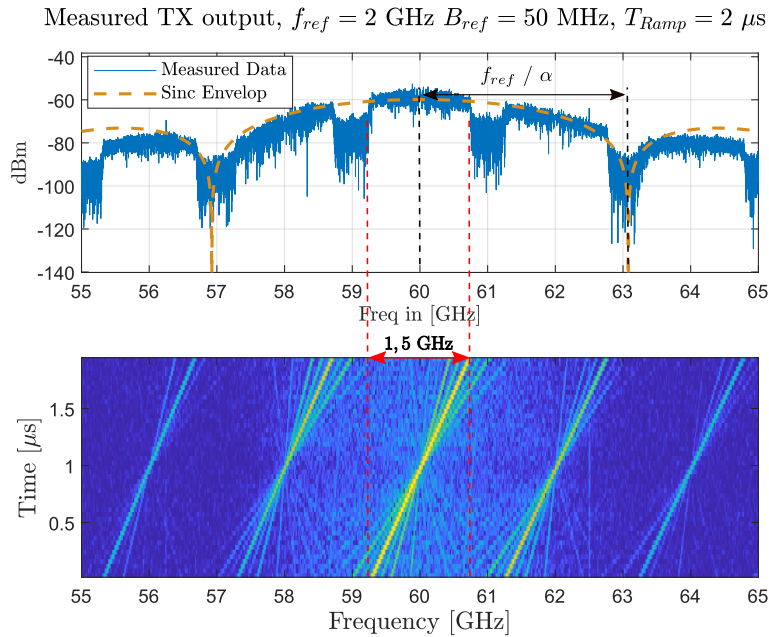 Measured TX output, f_ref = 2 GHz B_ref = 50 MHz, T_Ramp = 2 μs
-40
-60
-80
-100
-120
-140
dBm
Measured Data
Sinc Envelop
f_ref / α
55 56 57 58 59 60 61 62 63 64 65
Freq in [GHz]
1,5 GHz
1.5
1
0.5
Time [μs]
55 56 57 58 59 60 61 62 63 64 65
Frequency [GHz]